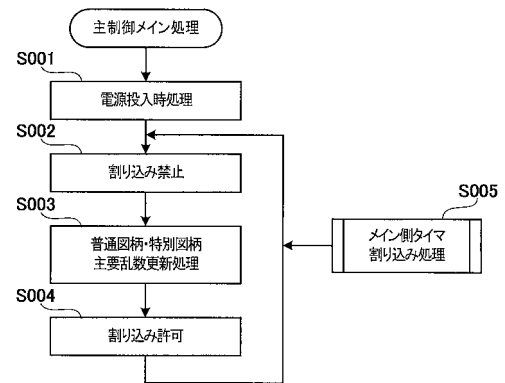 主制御メイン処理
S001
電源投入時処理
S002
割り込み禁止
S003
普通図柄・特別図柄
主要乱数更新処理
S004
割り込み許可
S005
メイン側タイマ
割り込み処理